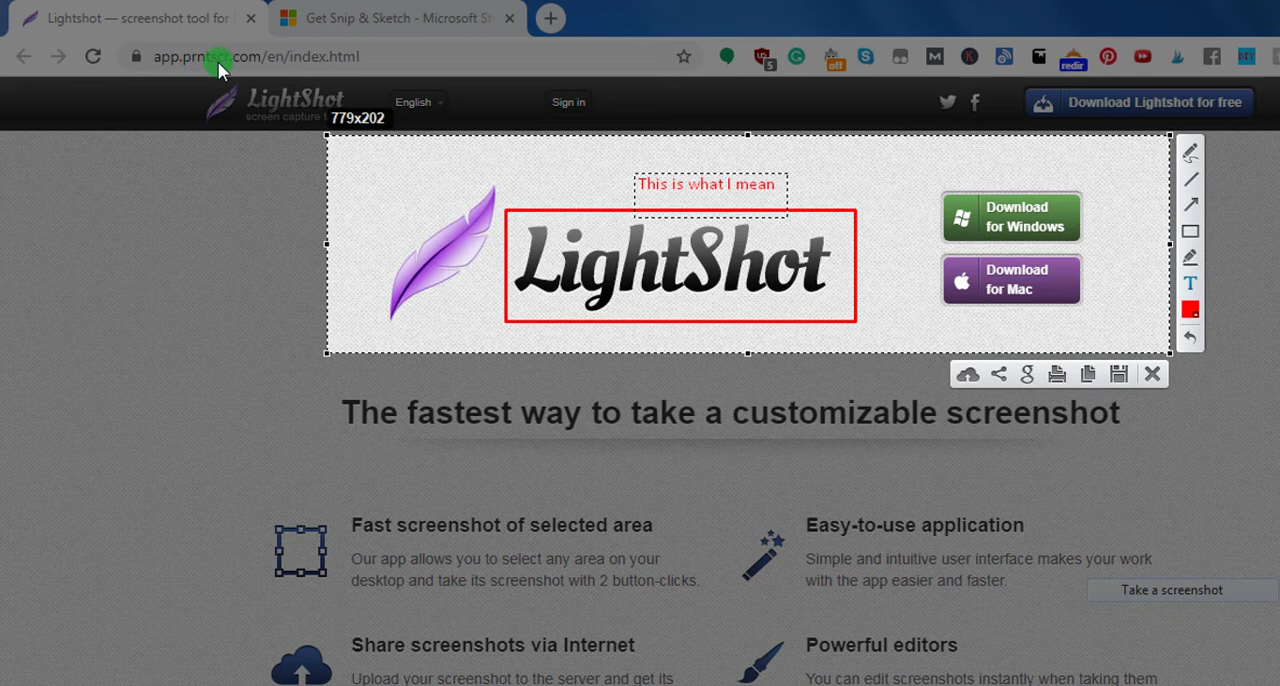 Lightshot — screenshot tool for
Get Snip & Sketch - Microsoft St
app.prntscr.com/en/index.html
5
off
M
K
redir
DIY
LightShot
screen capture
English
Sign in
Download Lightshot for free
779x202
This is what I mean
LightShot
Download
for Windows
Download
for Mac
T
g
The fastest way to take a customizable screenshot
Fast screenshot of selected area
Our app allows you to select any area on your
desktop and take its screenshot with 2 button-clicks.
Easy-to-use application
Simple and intuitive user interface makes your work
with the app easier and faster.
Take a screenshot
Share screenshots via Internet
Upload your screenshot to the server and get its
Powerful editors
You can edit screenshots instantly when taking them